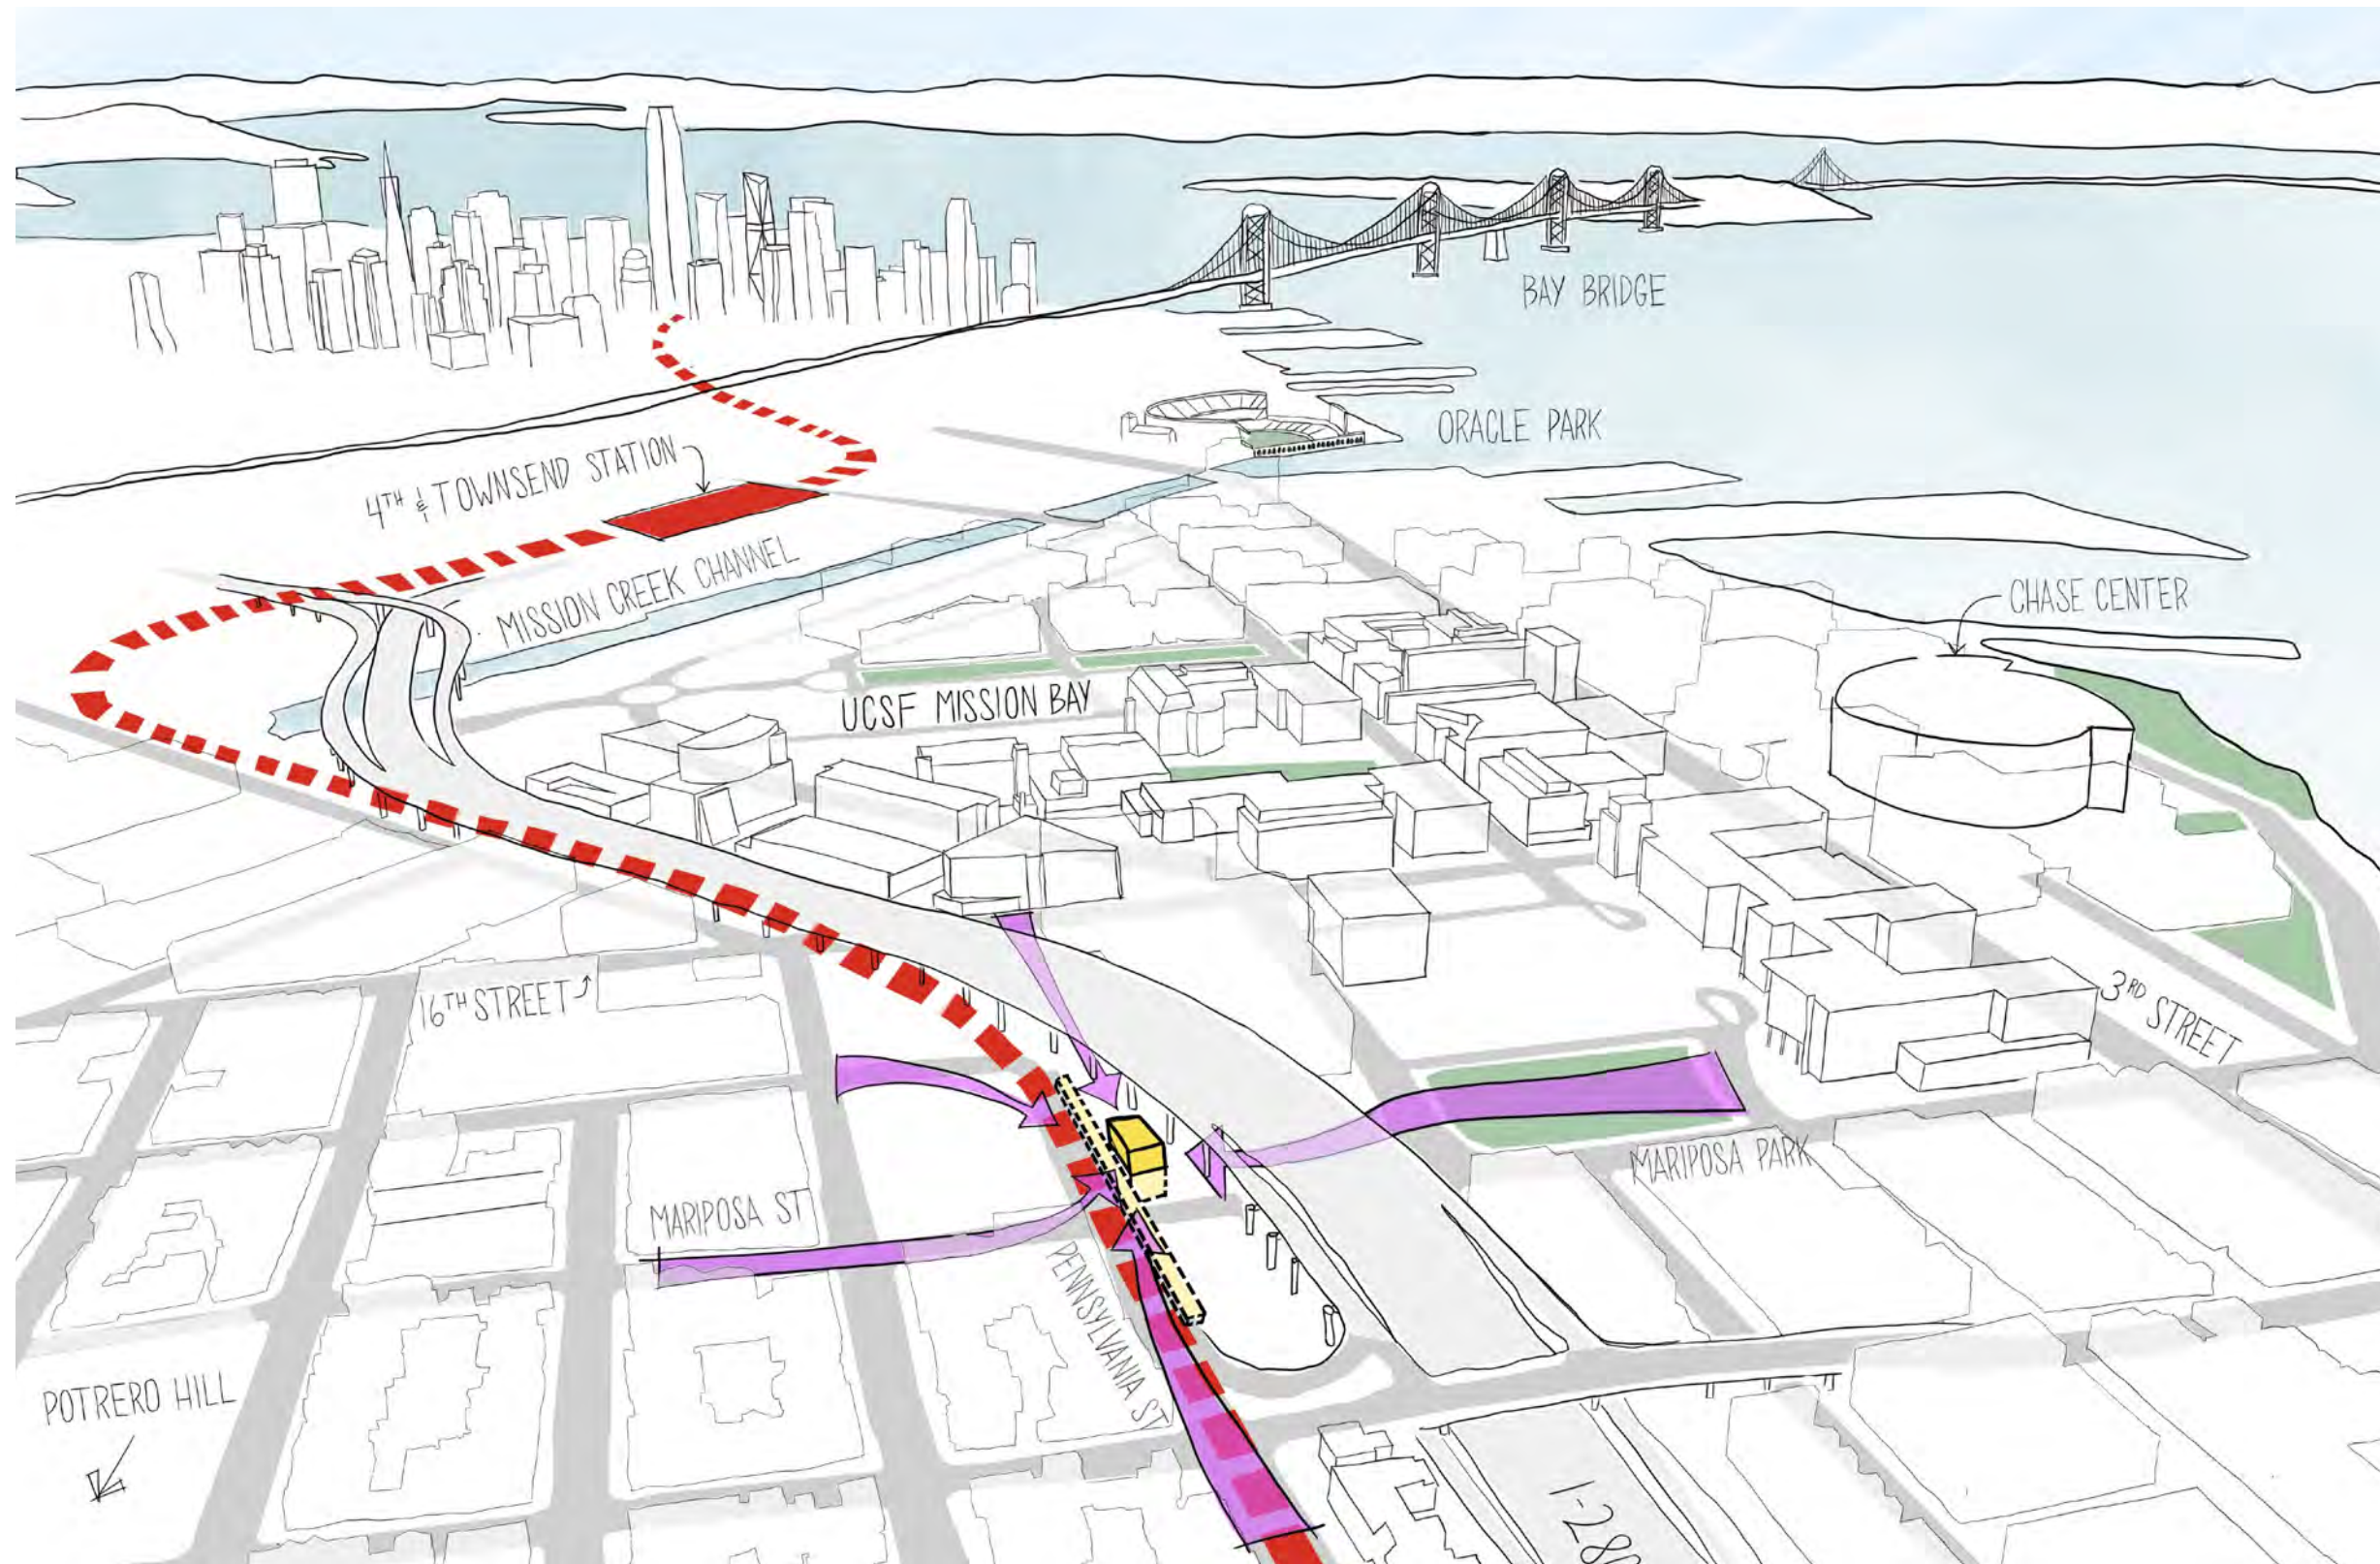 BAY BRIDGE
ORACLE PARK
4TH & TOWNSEND STATION
MISSION CREEK CHANNEL
CHASE CENTER
UCSF MISSION BAY
16TH STREET
3RD STREET
MARIPOSA PARK
MARIPOSA ST
PENNSYLVANIA ST
POTRERO HILL
I-280